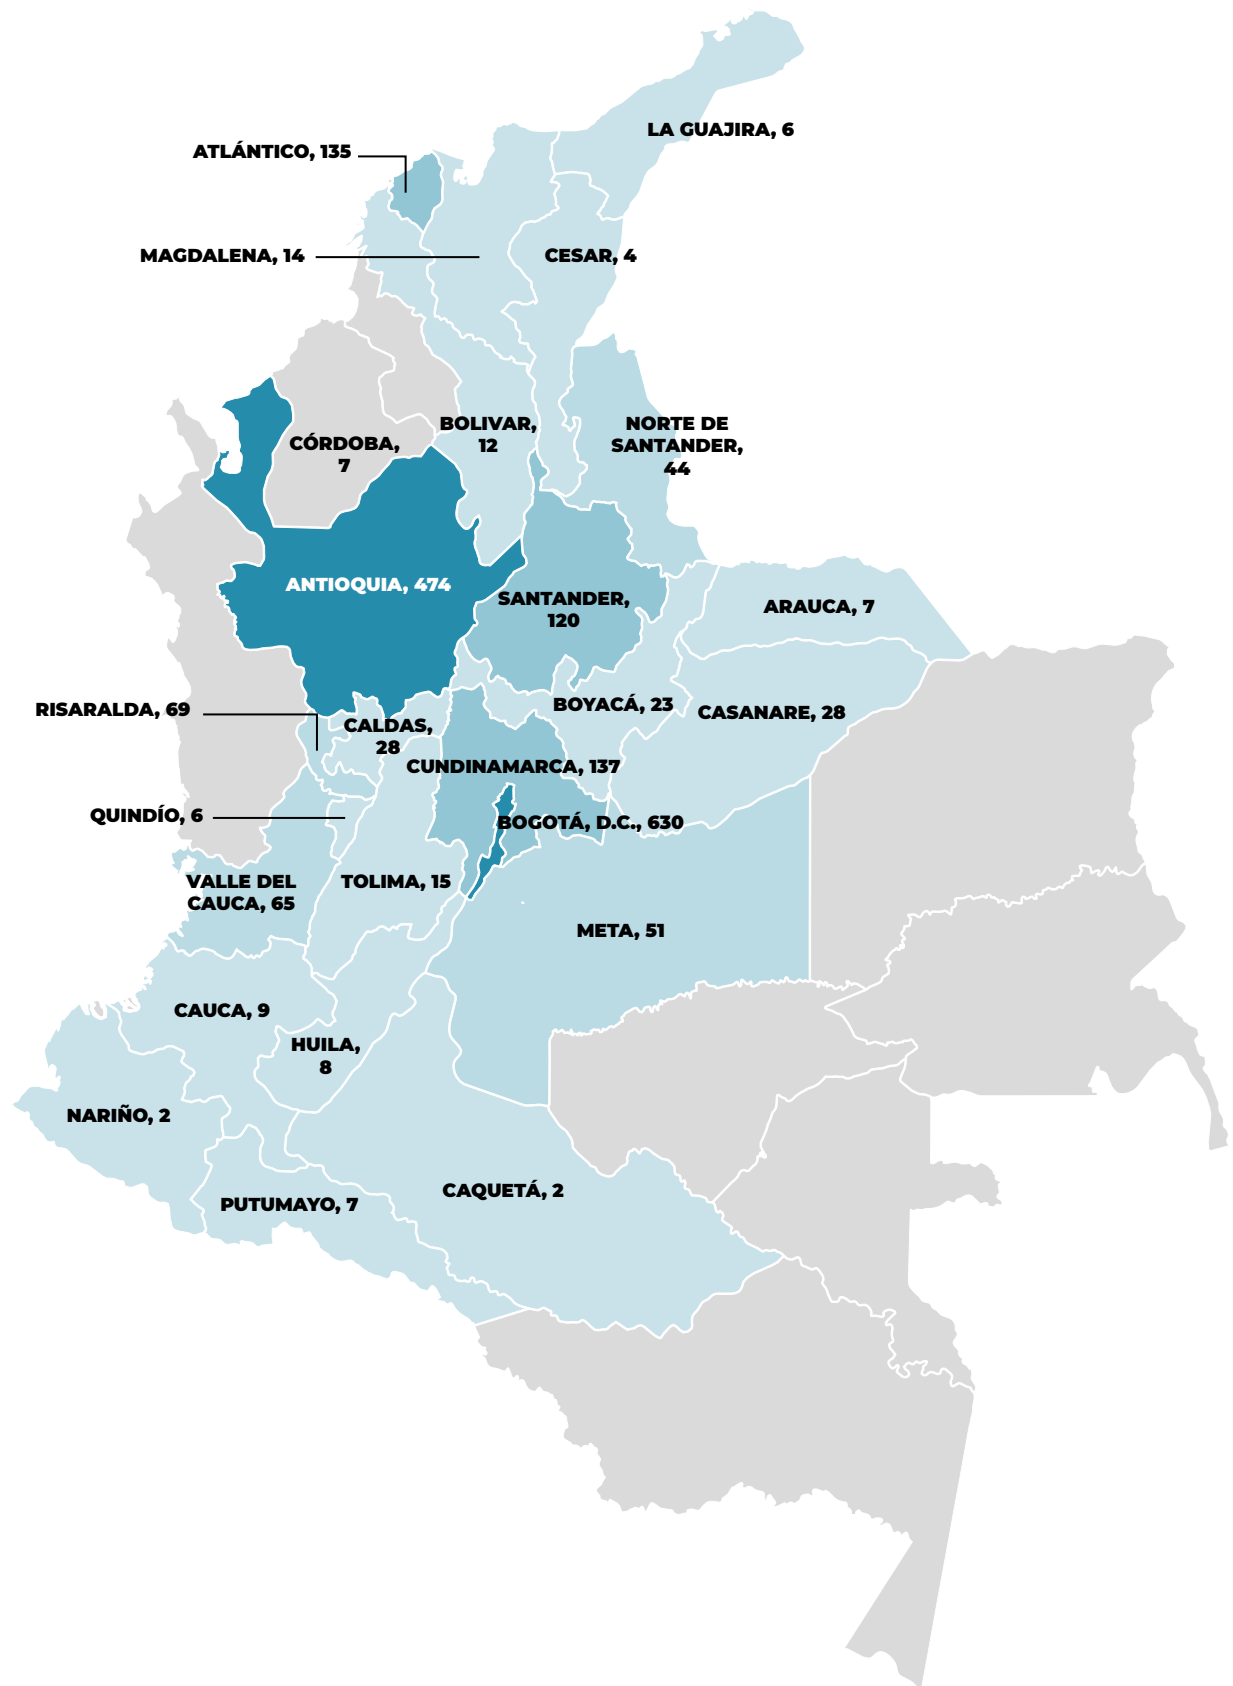 LA GUAJIRA, 6
ATLÁNTICO, 135
MAGDALENA, 14
CESAR, 4
BOLIVAR,
12
NORTE DE
SANTANDER,
44
CÓRDOBA,
7
ANTIOQUIA, 474
SANTANDER,
120
ARAUCA, 7
RISARALDA, 69
BOYACÁ, 23
CASANARE, 28
CALDAS,
28
CUNDINAMARCA, 137
QUINDÍO, 6
BOGOTÁ, D.C., 630
VALLE DEL
CAUCA, 65
TOLIMA, 15
META, 51
CAUCA, 9
HUILA,
8
NARIÑO, 2
CAQUETÁ, 2
PUTUMAYO, 7